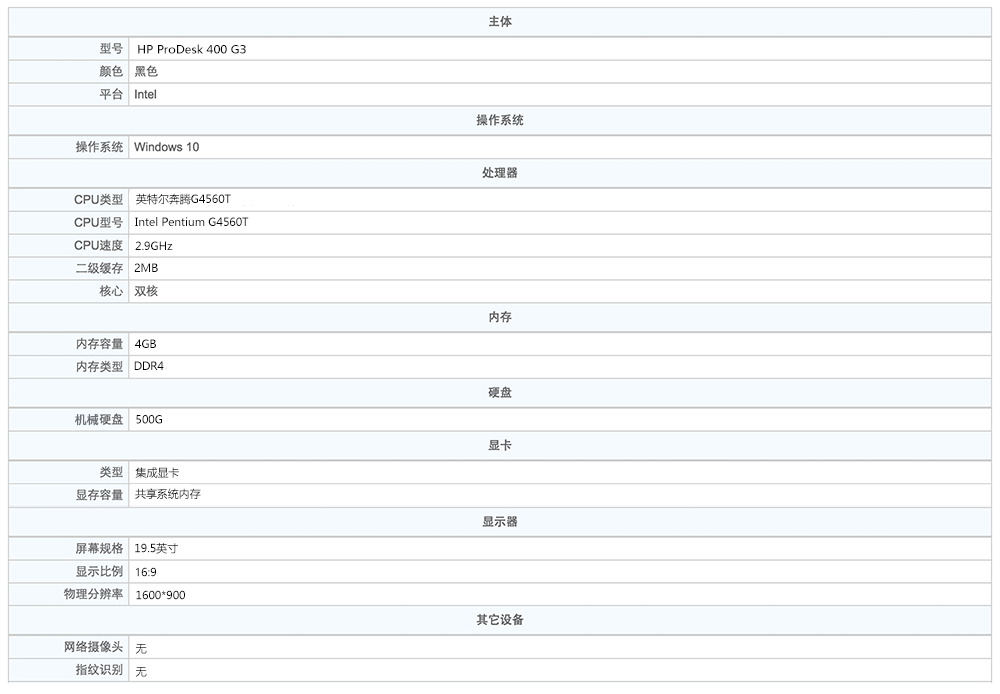 主体
型号 HP ProDesk 400 G3
颜色 黑色
平台 Intel
操作系统
操作系统 Windows 10
处理器
CPU类型 英特尔奔腾G4560T
CPU型号 Intel Pentium G4560T
CPU速度 2.9GHz
二级缓存 2MB
核心 双核
内存
内存容量 4GB
内存类型 DDR4
硬盘
机械硬盘 500G
显卡
类型 集成显卡
显存容量 共享系统内存
显示器
屏幕规格 19.5英寸
显示比例 16:9
物理分辨率 1600*900
其它设备
网络摄像头 无
指纹识别 无